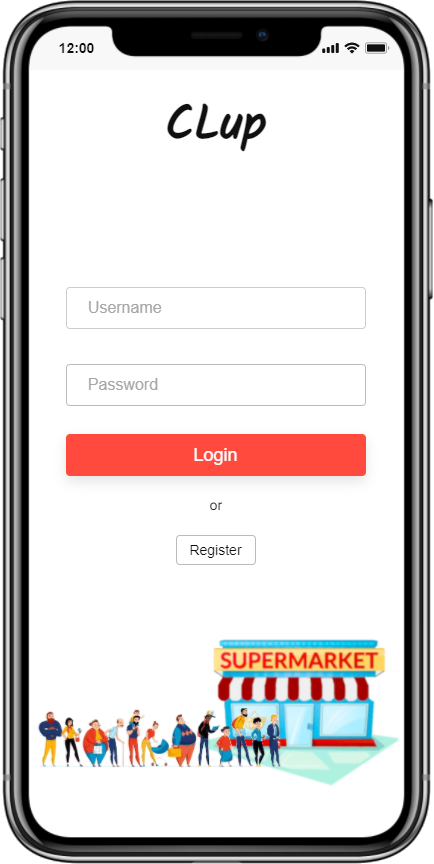 12:00
CLup
Username
Password
Login
or
Register
SUPERMARKET